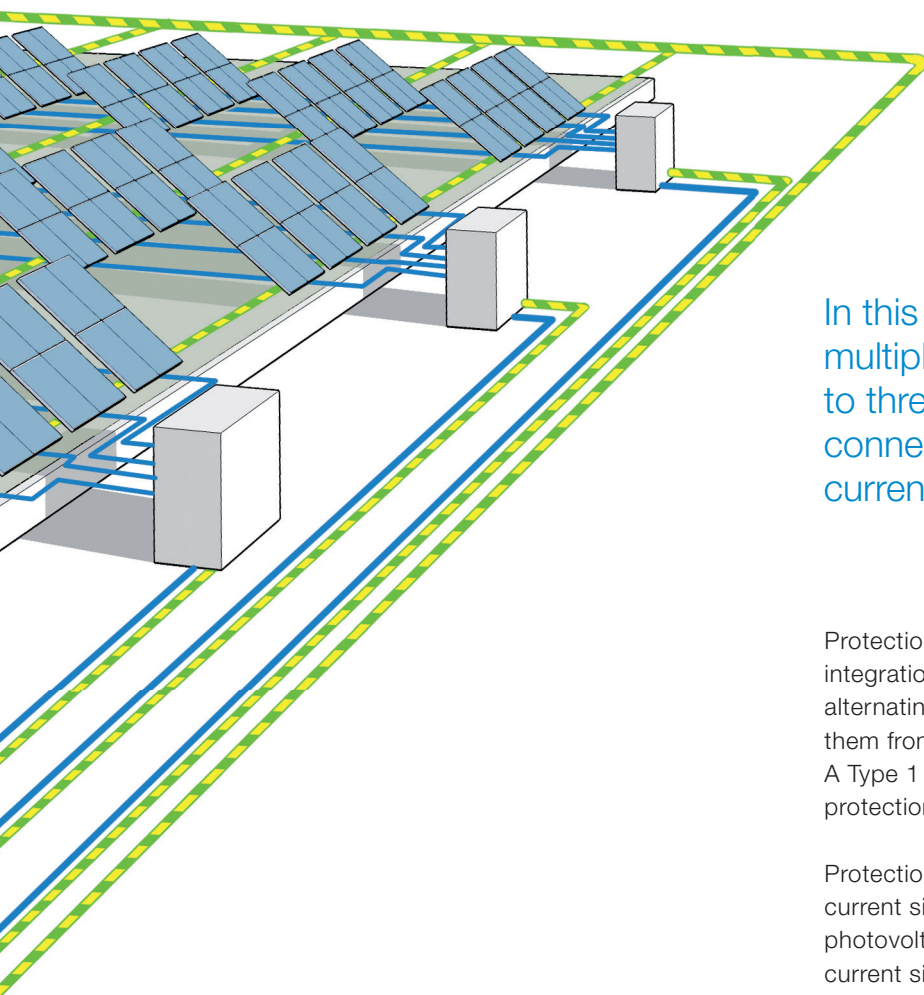 In this
multipl
to thre
conne
curren
Protectio
integratio
alternatin
them fron
A Type 1
protection
Protectio
current si
photovolt
current si